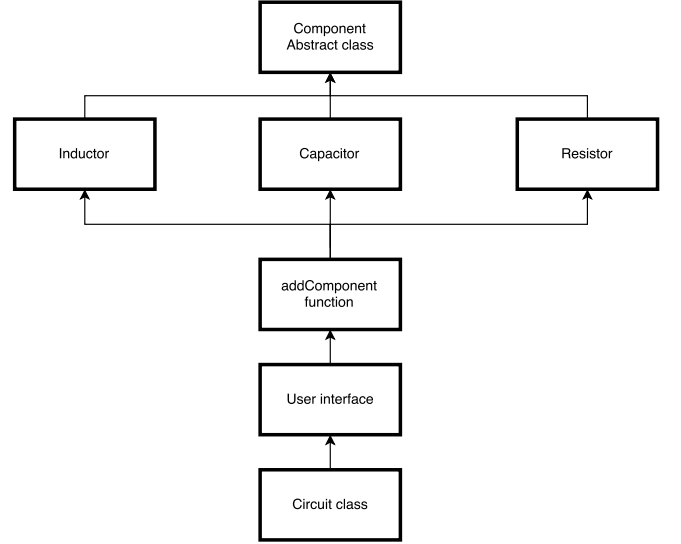 Component
Abstract class
Inductor
Capacitor
Resistor
addComponent
function
User interface
Circuit class